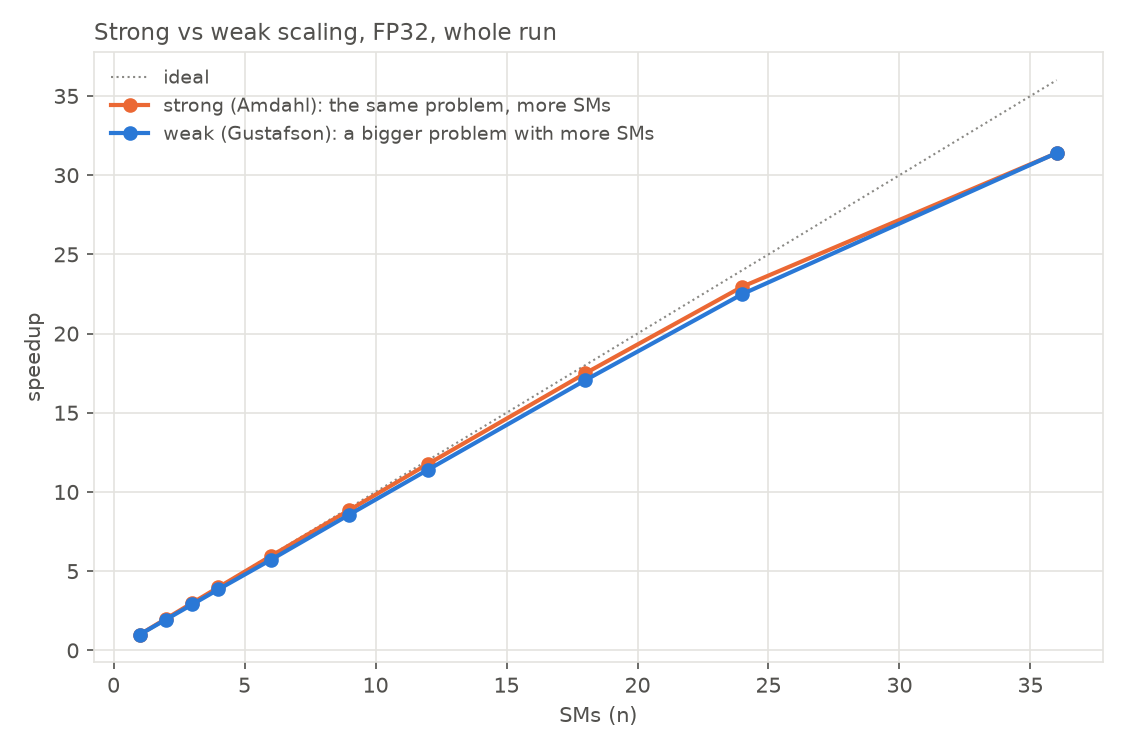 Strong vs weak scaling, FP32, whole run
ideal
strong (Amdahl): the same problem, more SMs
weak (Gustafson): a bigger problem with more SMs
35
30
25
20
15
10
5
0
speedup
0 5 10 15 20 25 30 35
SMs (n)